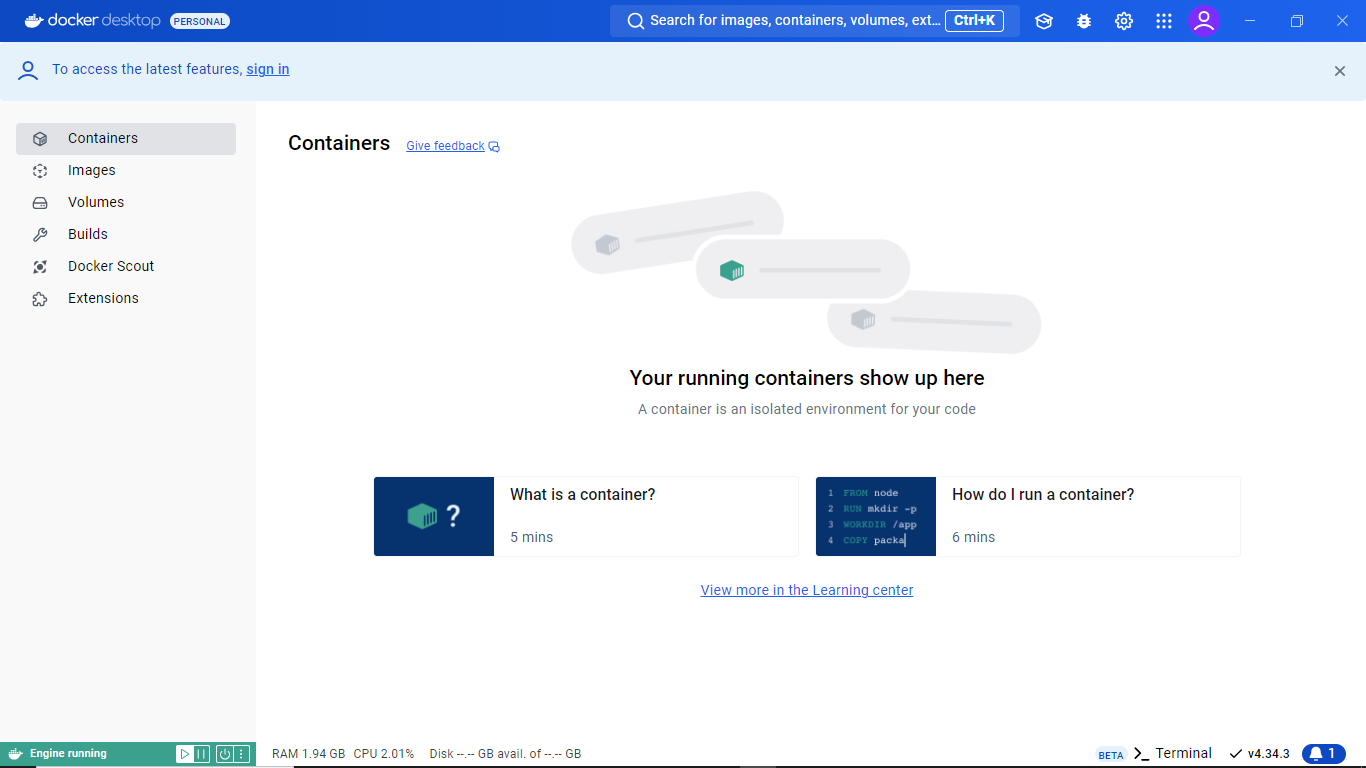 docker desktop PERSONAL
Search for images, containers, volumes, ext... Ctrl+K
To access the latest features, sign in
Containers
Images
Volumes
Builds
Docker Scout
Extensions
Containers Give feedback
Your running containers show up here
A container is an isolated environment for your code
?
What is a container?
5 mins
1 FROM node
2 RUN mkdir -p
3 WORKDIR /app
4 COPY packa
How do I run a container?
6 mins
View more in the Learning center
Engine running
RAM 1.94 GB CPU 2.01% Disk --.-- GB avail. of --.-- GB
BETA >_ Terminal v4.34.3 1